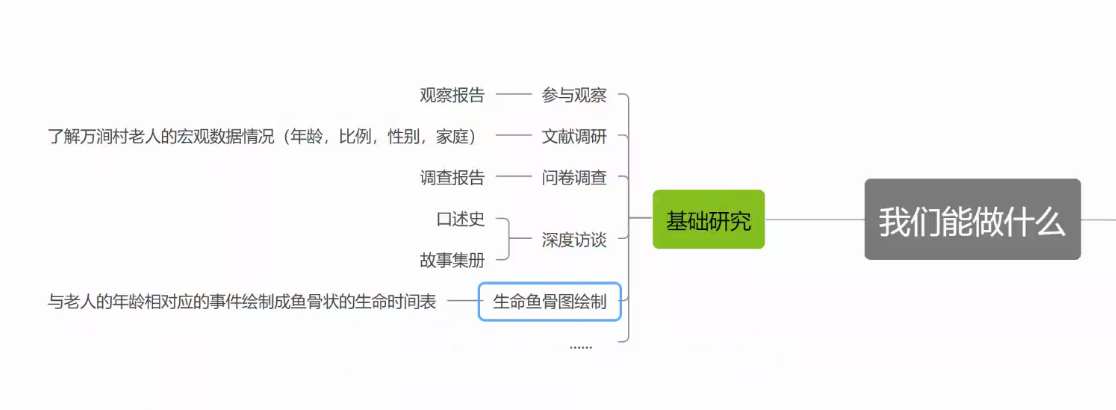 观察报告 参与观察
了解万涧村老人的宏观数据情况（年龄，比例，性别，家庭） 文献调研
调查报告 问卷调查
基础研究 我们能做什么
口述史
深度访谈
故事集册
与老人的年龄相对应的事件绘制成鱼骨状的生命时间表 生命鱼骨图绘制
......